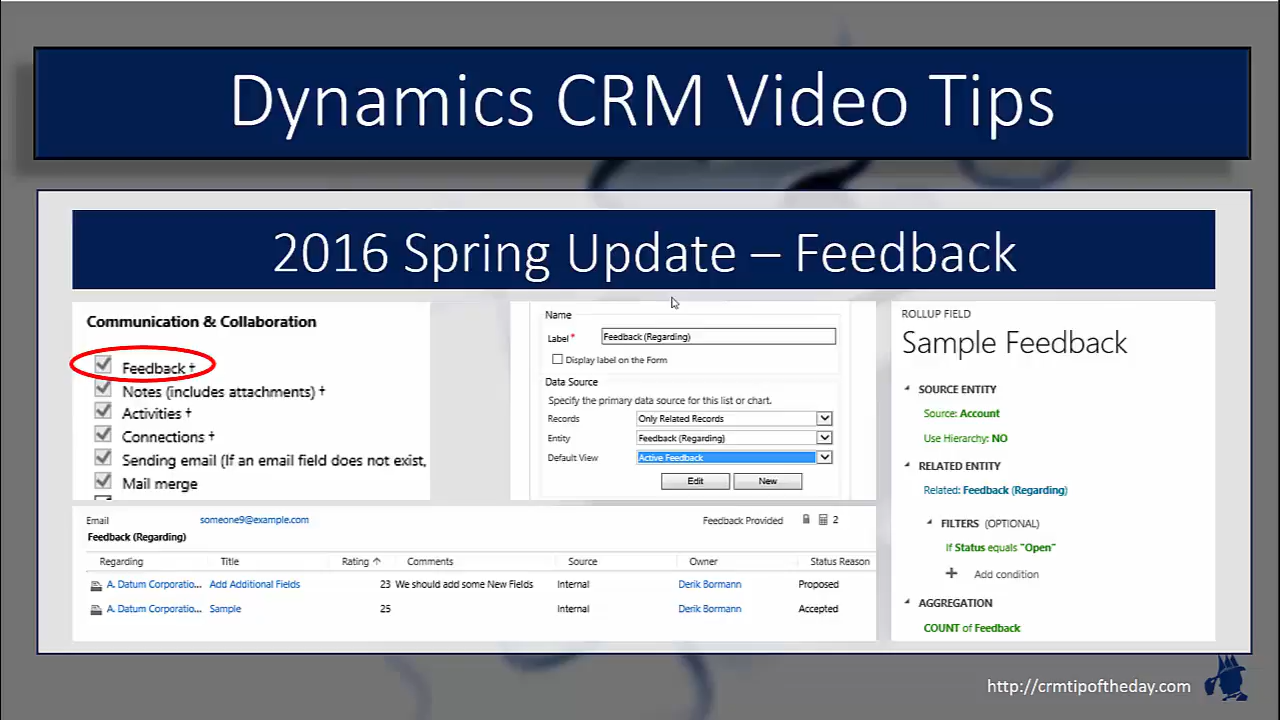 Dynamics CRM Video Tips
2016 Spring Update – Feedback
Communication & Collaboration
Feedback †
Notes (includes attachments) †
Activities †
Connections †
Sending email (If an email field does not exist,
Mail merge
Name
Label * Feedback (Regarding)
Display label on the Form
Data Source
Specify the primary data source for this list or chart.
Records Only Related Records
Entity Feedback (Regarding)
Default View Active Feedback
Edit New
ROLLUP FIELD
Sample Feedback
SOURCE ENTITY
Source: Account
Use Hierarchy: NO
RELATED ENTITY
Related: Feedback (Regarding)
FILTERS (OPTIONAL)
If Status equals "Open"
+ Add condition
AGGREGATION
COUNT of Feedback
Email someone9@example.com Feedback Provided 2
Feedback (Regarding)
Regarding Title Rating ↑ Comments Source Owner Status Reason
A. Datum Corporatio... Add Additional Fields 23 We should add some New Fields Internal Derik Bormann Proposed
A. Datum Corporatio... Sample 25 Internal Derik Bormann Accepted
http://crmtipoftheday.com